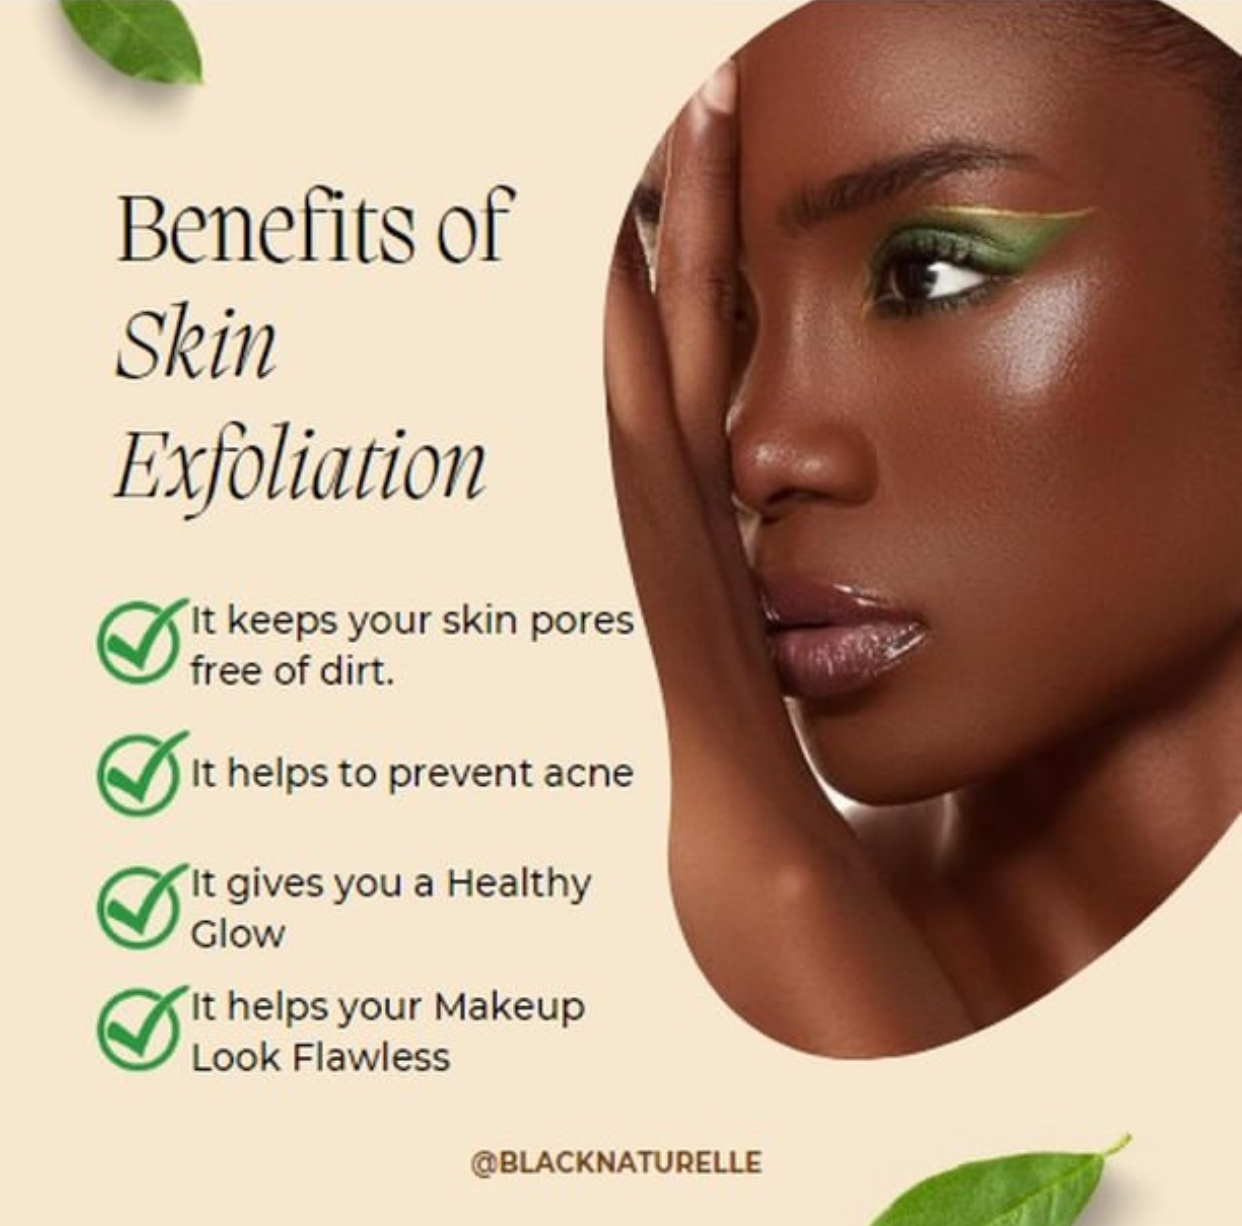 Benefits of
Skin
Exfoliation
It keeps your skin pores
free of dirt.
It helps to prevent acne
It gives you a Healthy
Glow
It helps your Makeup
Look Flawless
@BLACKNATURELLE